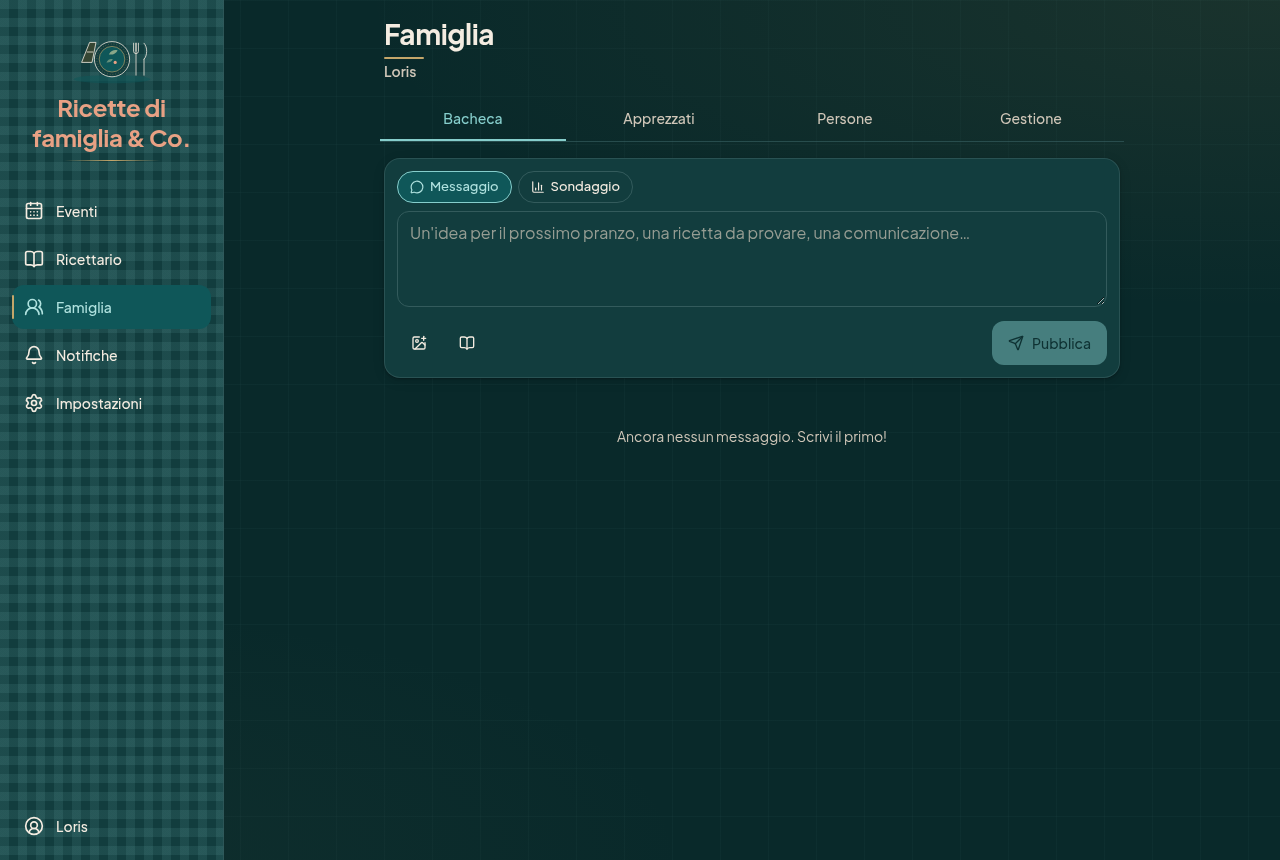 Ricette di
famiglia & Co.
Eventi
Ricettario
Famiglia
Notifiche
Impostazioni
Loris
Famiglia
Loris
Bacheca
Apprezzati
Persone
Gestione
Messaggio
Sondaggio
Un'idea per il prossimo pranzo, una ricetta da provare, una comunicazione…
Pubblica
Ancora nessun messaggio. Scrivi il primo!